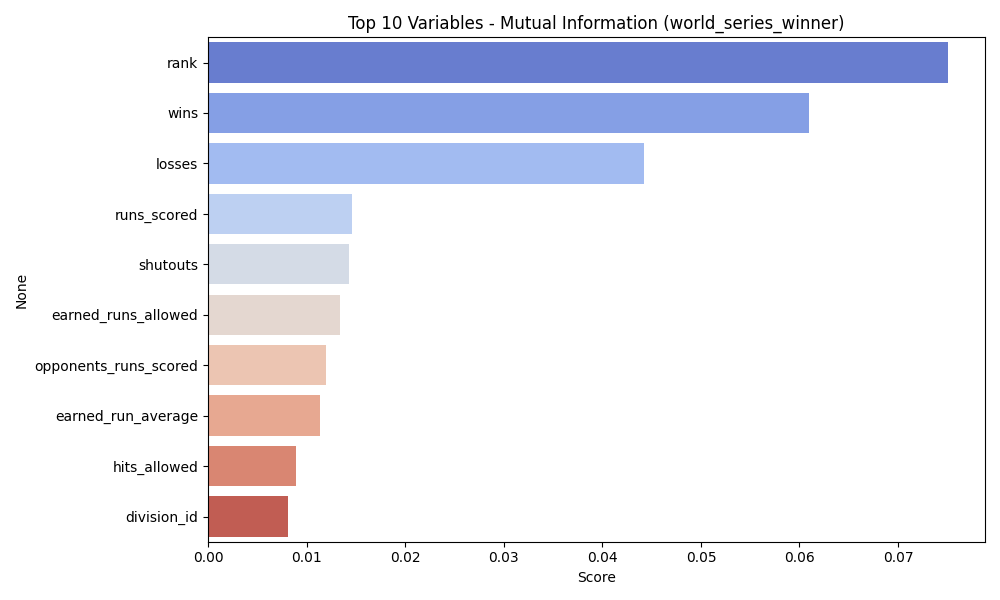 Top 10 Variables - Mutual Information (world_series_winner)
rank
wins
losses
runs_scored
shutouts
earned_runs_allowed
opponents_runs_scored
earned_run_average
hits_allowed
division_id
None
0.00 0.01 0.02 0.03 0.04 0.05 0.06 0.07
Score